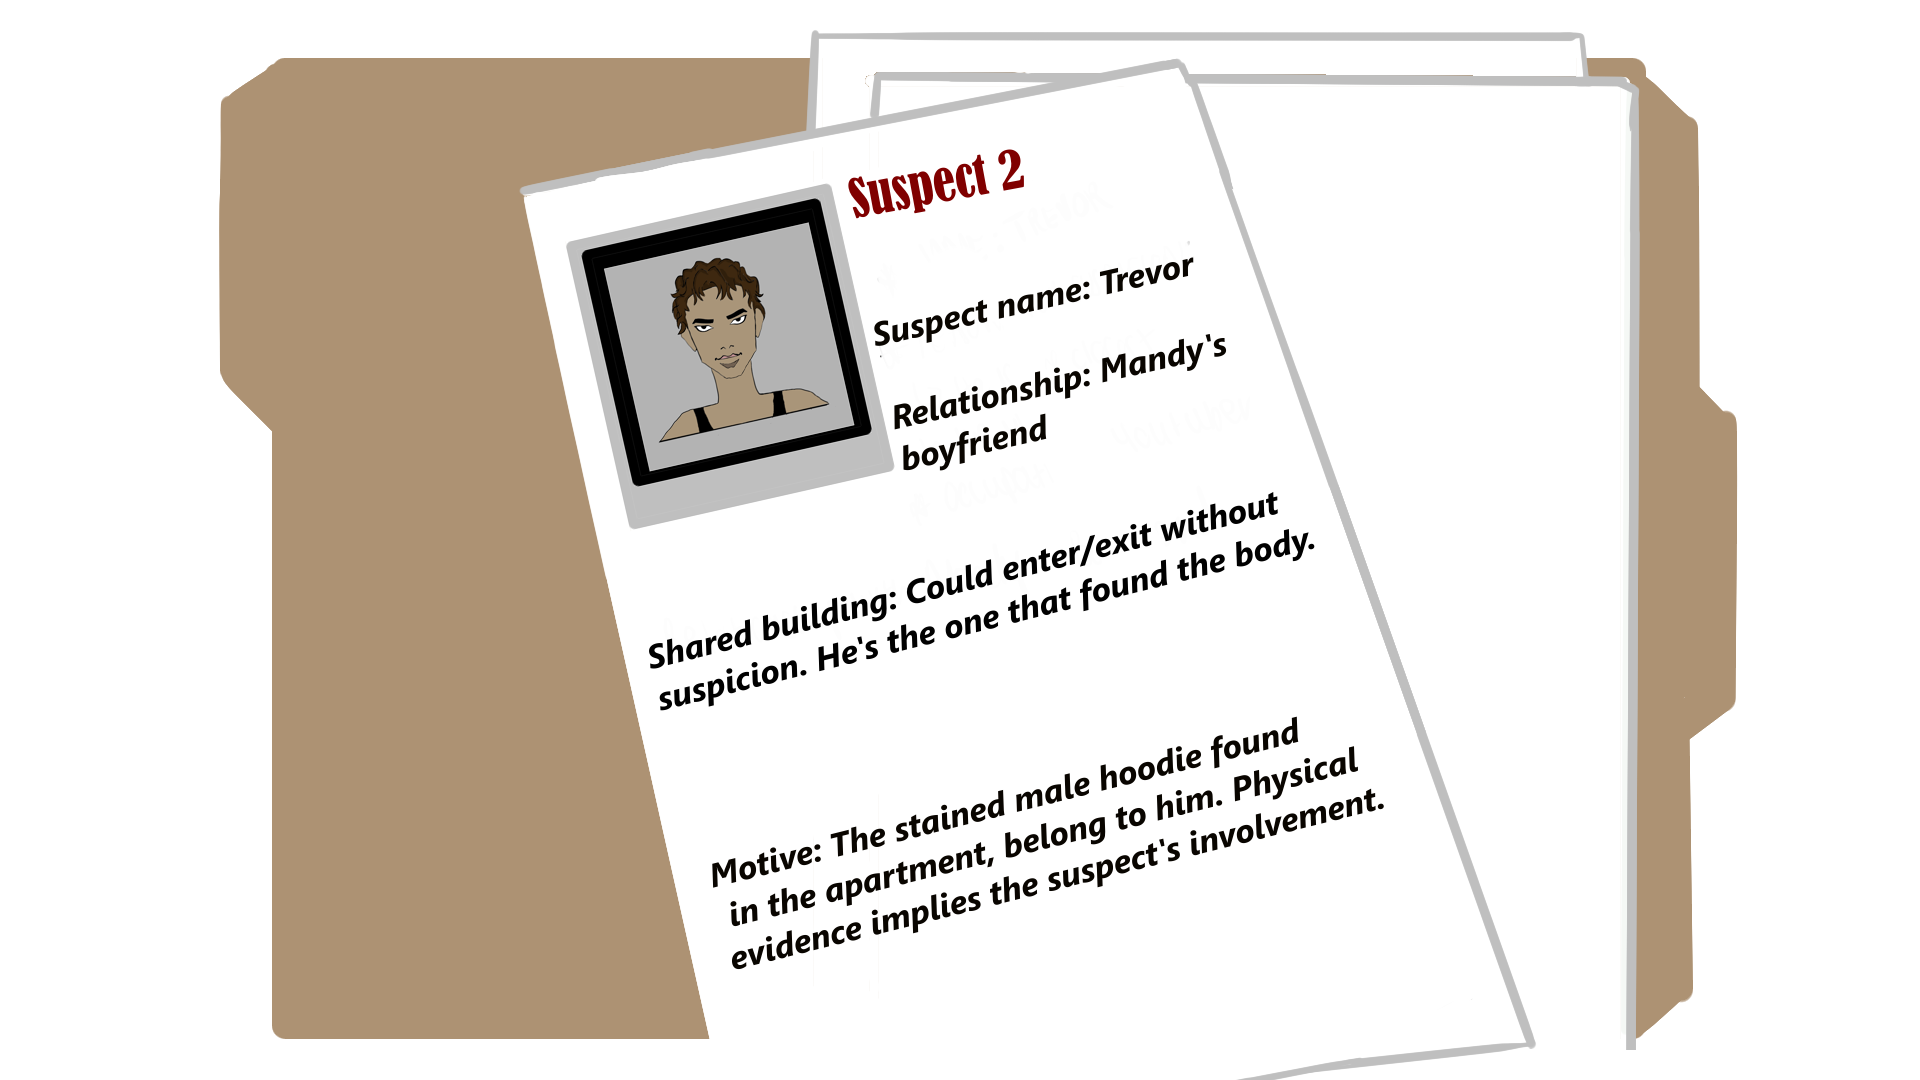 Suspect 2
Suspect name: Trevor
Relationship: Mandy's
boyfriend
Shared building: Could enter/exit without
suspicion. He's the one that found the body.
Motive: The stained male hoodie found
in the apartment, belong to him. Physical
evidence implies the suspect's involvement.